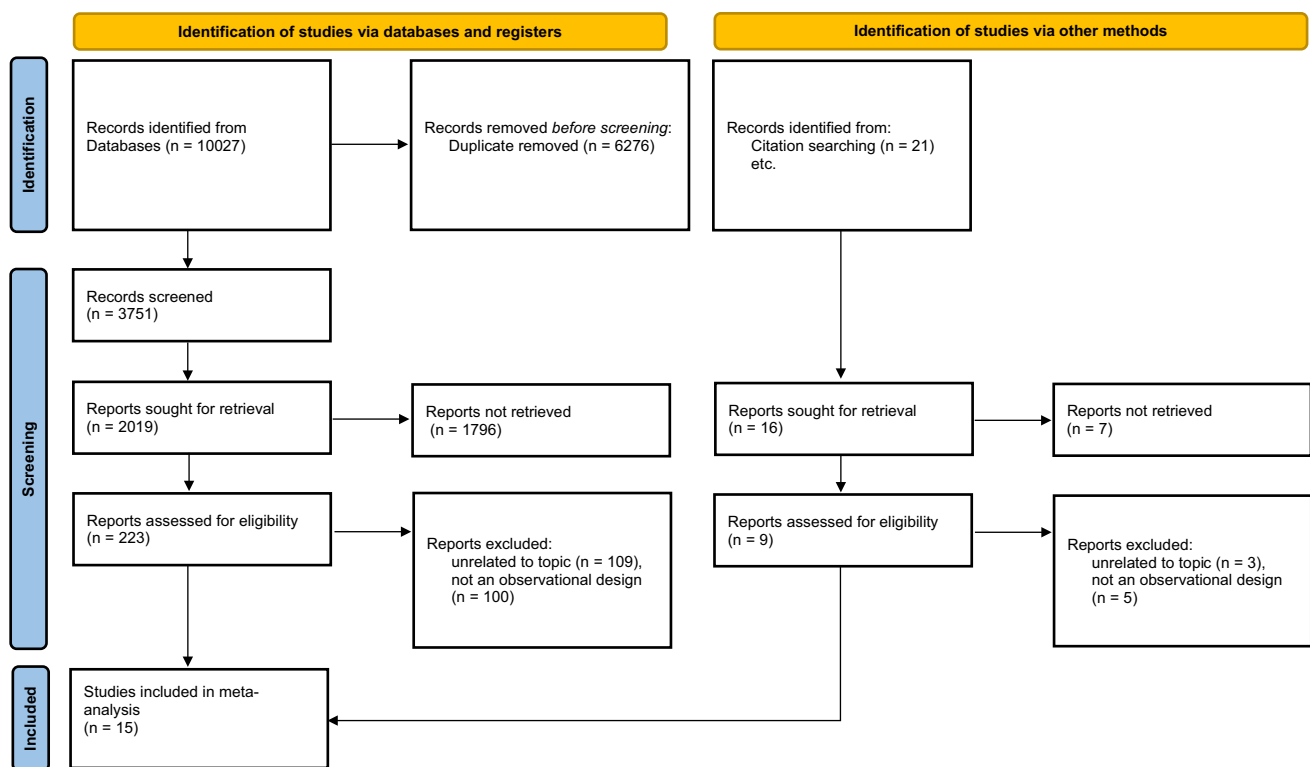 Identification of studies via databases and registers
Identification of studies via other methods
Identification
Records identified from
Databases (n = 10027)
Records removed before screening:
Duplicate removed (n = 6276)
Records identified from:
Citation searching (n = 21)
etc.
Screening
Records screened
(n = 3751)
Reports sought for retrieval
(n = 2019)
Reports not retrieved
(n = 1796)
Reports sought for retrieval
(n = 16)
Reports not retrieved
(n = 7)
Reports assessed for eligibility
(n = 223)
Reports excluded:
unrelated to topic (n = 109),
not an observational design
(n = 100)
Reports assessed for eligibility
(n = 9)
Reports excluded:
unrelated to topic (n = 3),
not an observational design
(n = 5)
Included
Studies included in meta-
analysis
(n = 15)